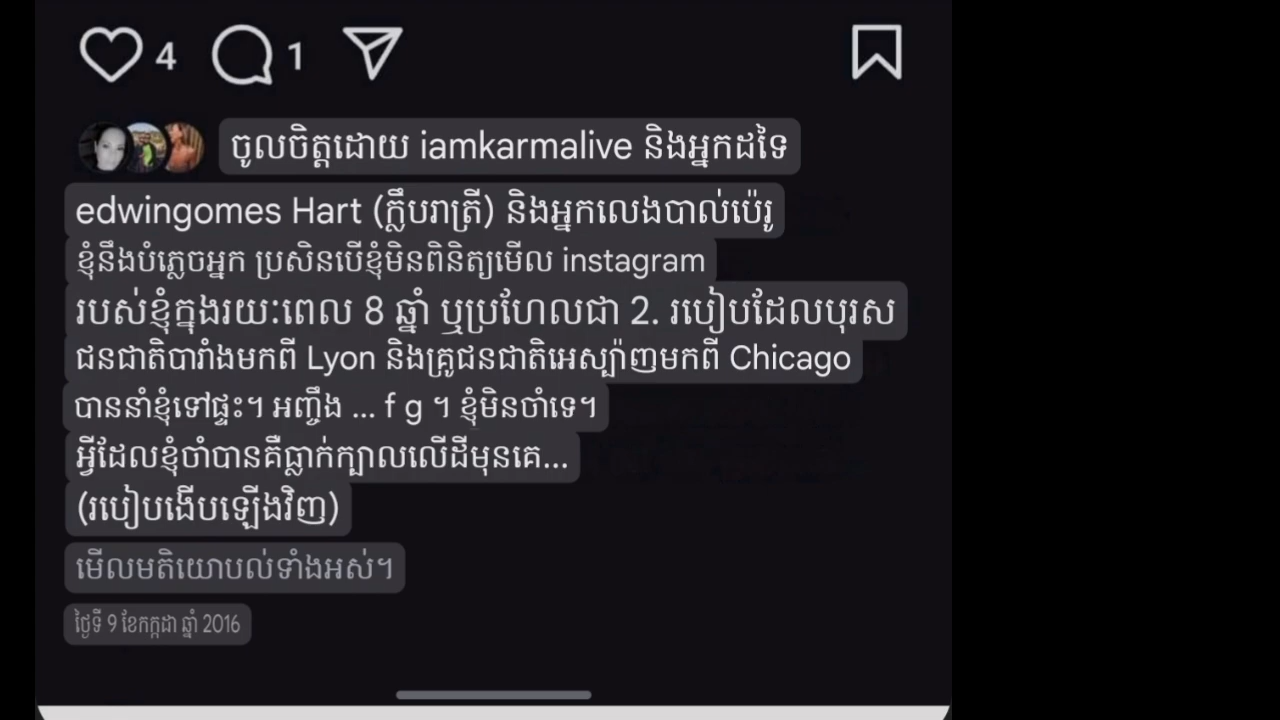 4 1
ចូលចិត្តដោយ iamkarmalive និងអ្នកដទៃ
edwingomes Hart (ក្លឹបរាត្រី) និងអ្នកលេងបាល់ប៉េរូ
ខ្ញុំនឹងបំភ្លេចអ្នក ប្រសិនបើខ្ញុំមិនពិនិត្យមើល instagram
របស់ខ្ញុំក្នុងរយៈពេល 8 ឆ្នាំ ឬប្រហែលជា 2. របៀបដែលបុរស
ជនជាតិបារាំងមកពី Lyon និងគ្រូជនជាតិអេស្ប៉ាញមកពី Chicago
បាននាំខ្ញុំទៅផ្ទះ។ អញ្ចឹង ... f g ។ ខ្ញុំមិនចាំទេ។
អ្វីដែលខ្ញុំចាំបានគឺធ្លាក់ក្បាលលើដីមុនគេ...
(របៀបងើបឡើងវិញ)
មើលមតិយោបល់ទាំងអស់។
ថ្ងៃទី 9 ខែកក្កដា ឆ្នាំ 2016